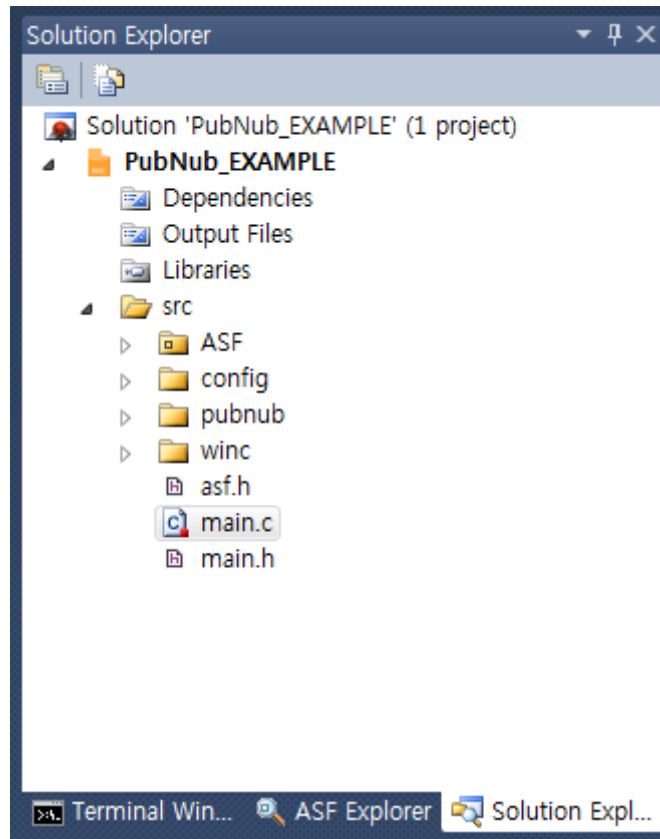 Solution Explorer
Solution 'PubNub_EXAMPLE' (1 project)
PubNub_EXAMPLE
Dependencies
Output Files
Libraries
src
ASF
config
pubnub
winc
asf.h
main.c
main.h
Terminal Win... ASF Explorer Solution Expl...